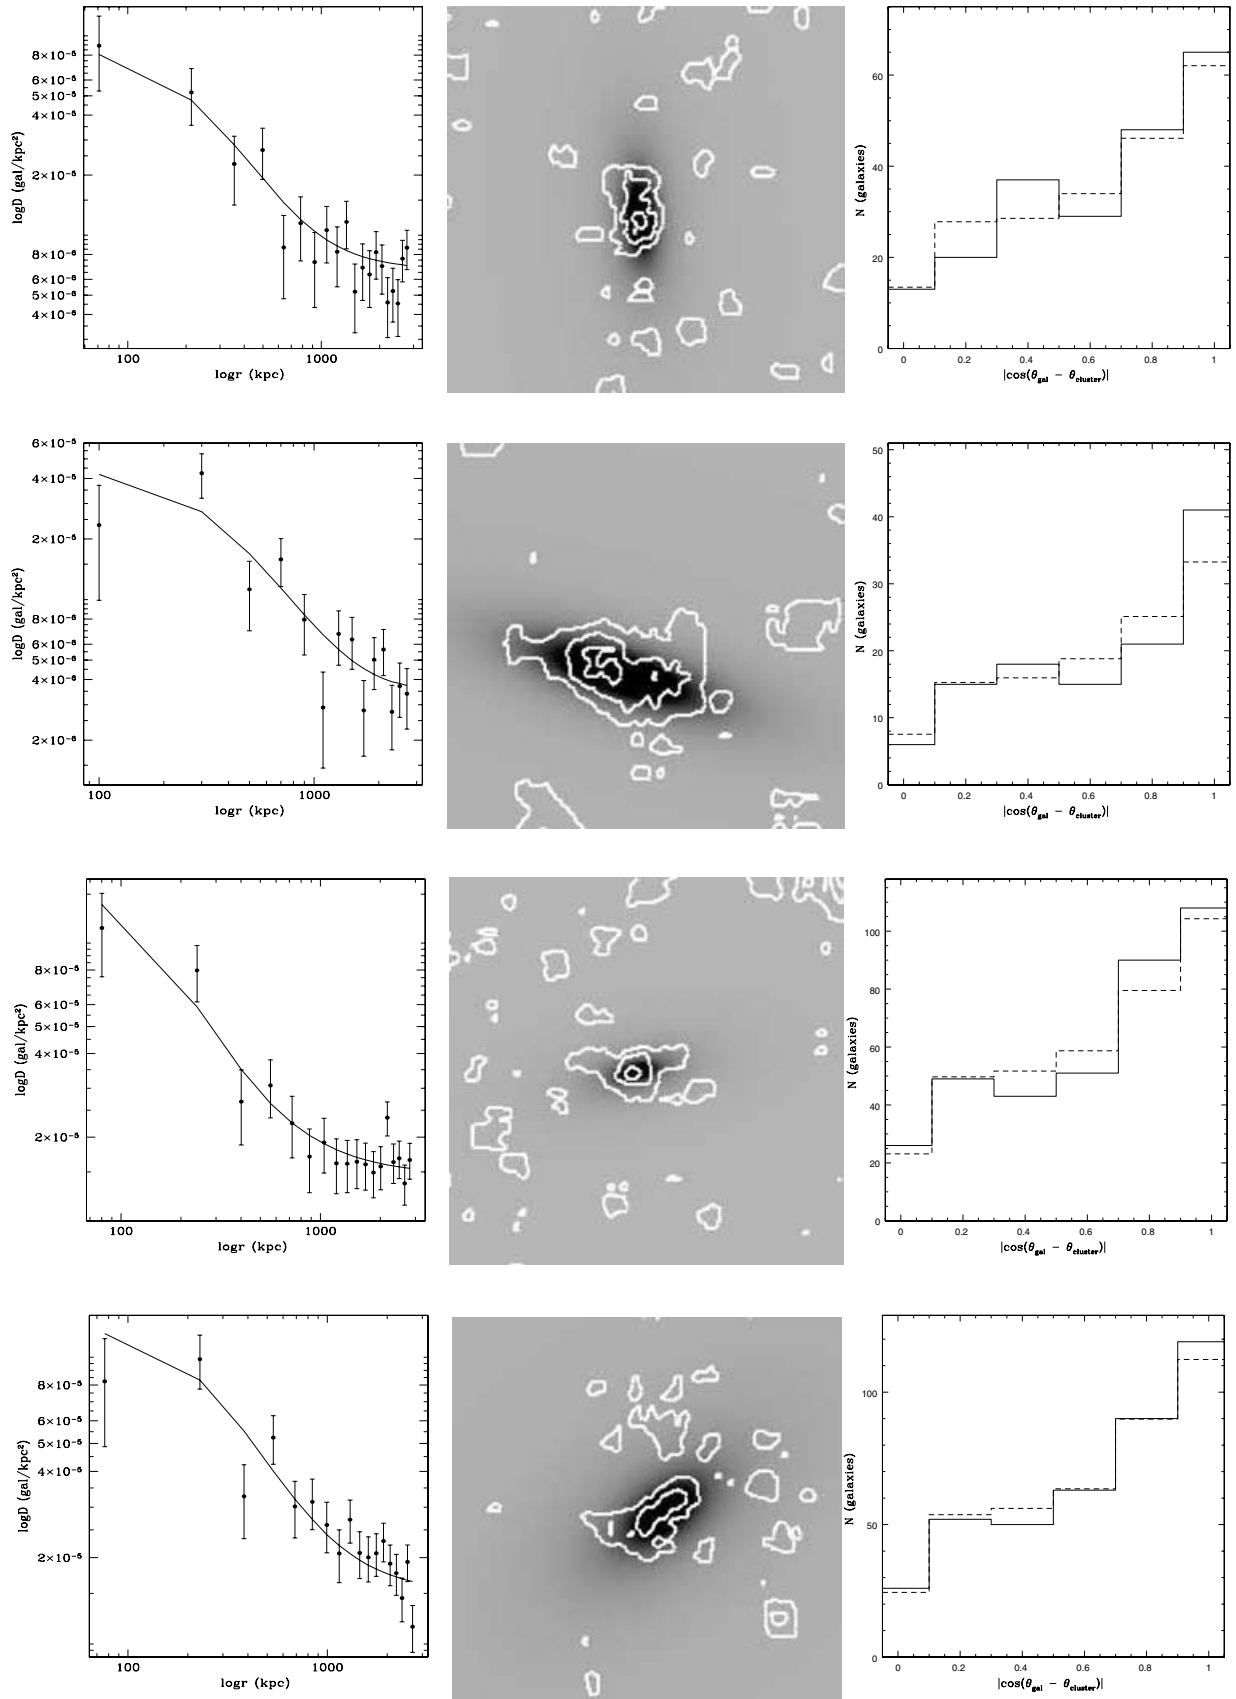 8×10⁻⁵
6×10⁻⁵
5×10⁻⁵
4×10⁻⁵
2×10⁻⁵
8×10⁻⁶
6×10⁻⁶
5×10⁻⁶
4×10⁻⁶
logD (gal/kpc²)
100 1000
logr (kpc)
60
40
20
0
N (galaxies)
0 0.2 0.4 0.6 0.8 1
|cos(θgal − θcluster)|
6×10⁻⁵
4×10⁻⁵
2×10⁻⁵
8×10⁻⁶
6×10⁻⁶
5×10⁻⁶
4×10⁻⁶
2×10⁻⁶
logD (gal/kpc²)
100 1000
logr (kpc)
50
40
30
20
10
0
N (galaxies)
0 0.2 0.4 0.6 0.8 1
|cos(θgal − θcluster)|
8×10⁻⁵
6×10⁻⁵
5×10⁻⁵
4×10⁻⁵
2×10⁻⁵
logD (gal/kpc²)
100 1000
logr (kpc)
100
80
60
40
20
0
N (galaxies)
0 0.2 0.4 0.6 0.8 1
|cos(θgal − θcluster)|
8×10⁻⁵
6×10⁻⁵
5×10⁻⁵
4×10⁻⁵
2×10⁻⁵
logD (gal/kpc²)
100 1000
logr (kpc)
100
50
0
N (galaxies)
0 0.2 0.4 0.6 0.8 1
|cos(θgal − θcluster)|